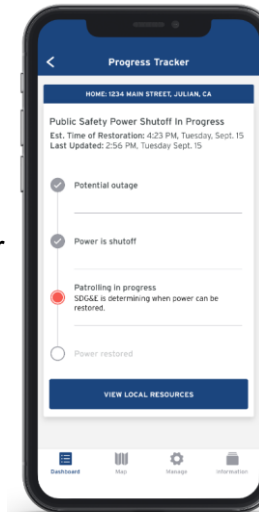 Progress Tracker
HOME: 1234 MAIN STREET, JULIAN, CA
Public Safety Power Shutoff In Progress
Est. Time of Restoration: 4:23 PM, Tuesday, Sept. 15
Last Updated: 2:56 PM, Tuesday Sept. 15
Potential outage
Power is shutoff
r
Patrolling in progress
SDG&E is determining when power can be
restored.
Power restored
VIEW LOCAL RESOURCES
Dashboard Map Manage Information